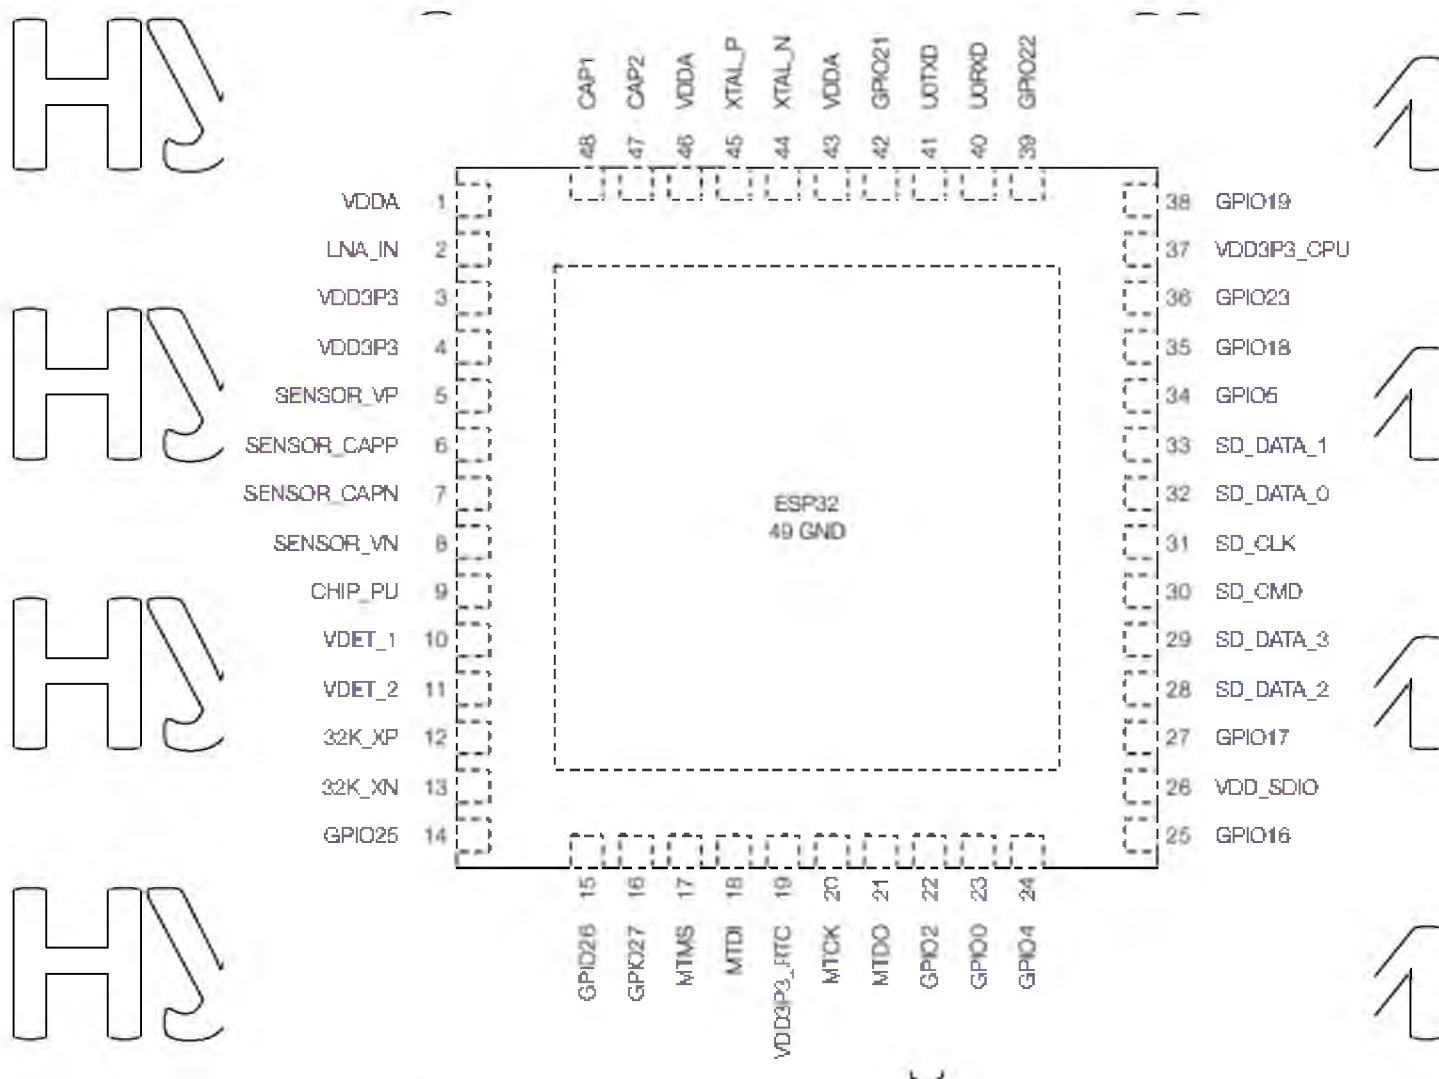 CAP1
CAP2
VDDA
XTAL_P
XTAL_N
VDDA
GPIO21
U0TXD
U0RXD
GPIO22
48 47 46 45 44 43 42 41 40 39
VDDA 1
LNA_IN 2
VDD3P3 3
VDD3P3 4
SENSOR_VP 5
SENSOR_CAPP 6
SENSOR_CAPN 7
SENSOR_VN 8
CHIP_PU 9
VDET_1 10
VDET_2 11
32K_XP 12
32K_XN 13
GPIO25 14
ESP32
49 GND
38 GPIO19
37 VDD3P3_CPU
36 GPIO23
35 GPIO18
34 GPIO5
33 SD_DATA_1
32 SD_DATA_0
31 SD_CLK
30 SD_CMD
29 SD_DATA_3
28 SD_DATA_2
27 GPIO17
26 VDD_SDIO
25 GPIO16
15 16 17 18 19 20 21 22 23 24
GPIO26
GPIO27
MTMS
MTDI
VDD3P3_RTC
MTCK
MTDO
GPIO2
GPIO0
GPIO4